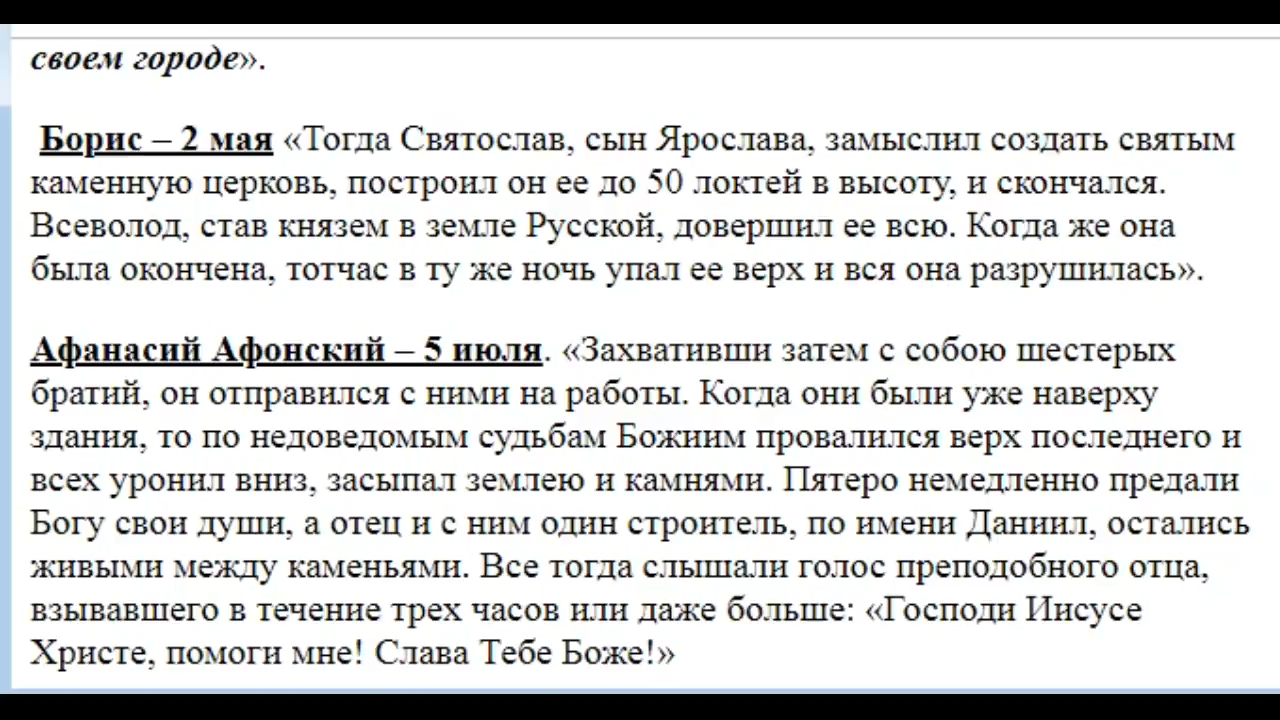 своем городе».
Борис – 2 мая «Тогда Святослав, сын Ярослава, замыслил создать святым
каменную церковь, построил он ее до 50 локтей в высоту, и скончался.
Всеволод, став князем в земле Русской, довершил ее всю. Когда же она
была окончена, тотчас в ту же ночь упал ее верх и вся она разрушилась».
Афанасий Афонский – 5 июля. «Захвативши затем с собою шестерых
братий, он отправился с ними на работы. Когда они были уже наверху
здания, то по недоведомым судьбам Божиим провалился верх последнего и
всех уронил вниз, засыпал землею и камнями. Пятеро немедленно предали
Богу свои души, а отец и с ним один строитель, по имени Даниил, остались
живыми между каменьями. Все тогда слышали голос преподобного отца,
взывавшего в течение трех часов или даже больше: «Господи Иисусе
Христе, помоги мне! Слава Тебе Боже!»